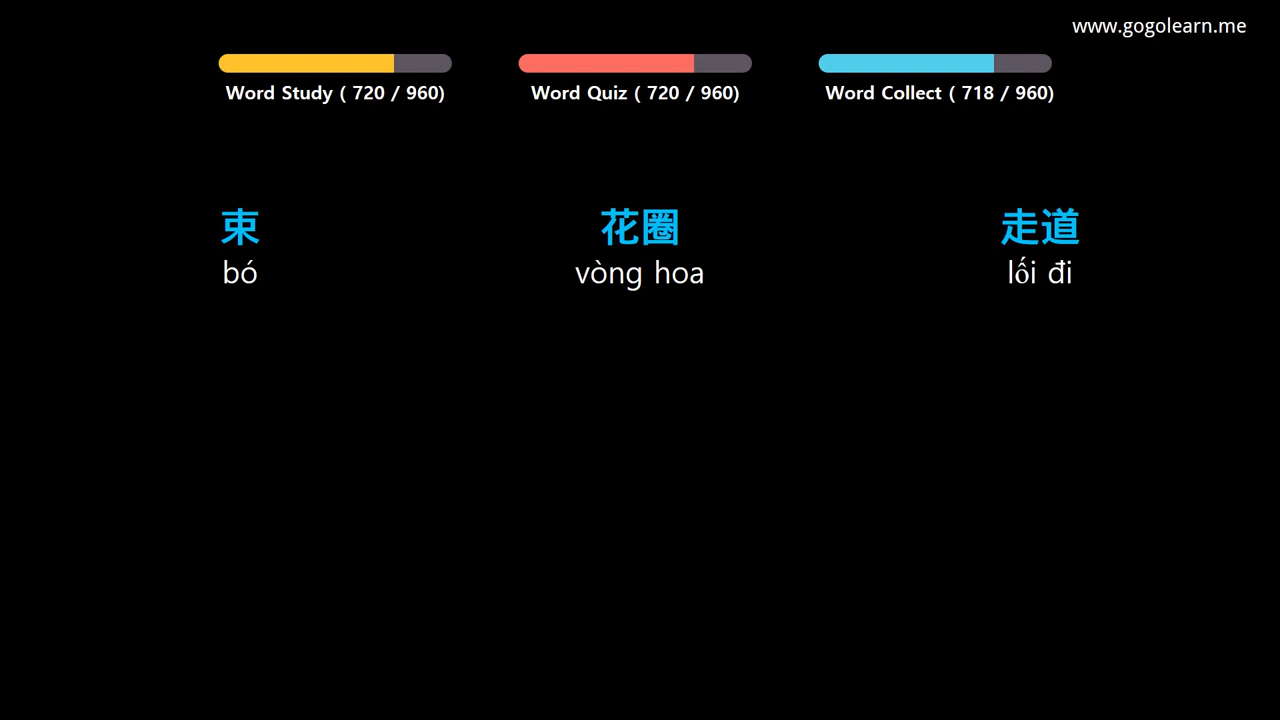 www.gogolearn.me
Word Study ( 720 / 960)
Word Quiz ( 720 / 960)
Word Collect ( 718 / 960)
束
花圈
走道
bó
vòng hoa
lối đi